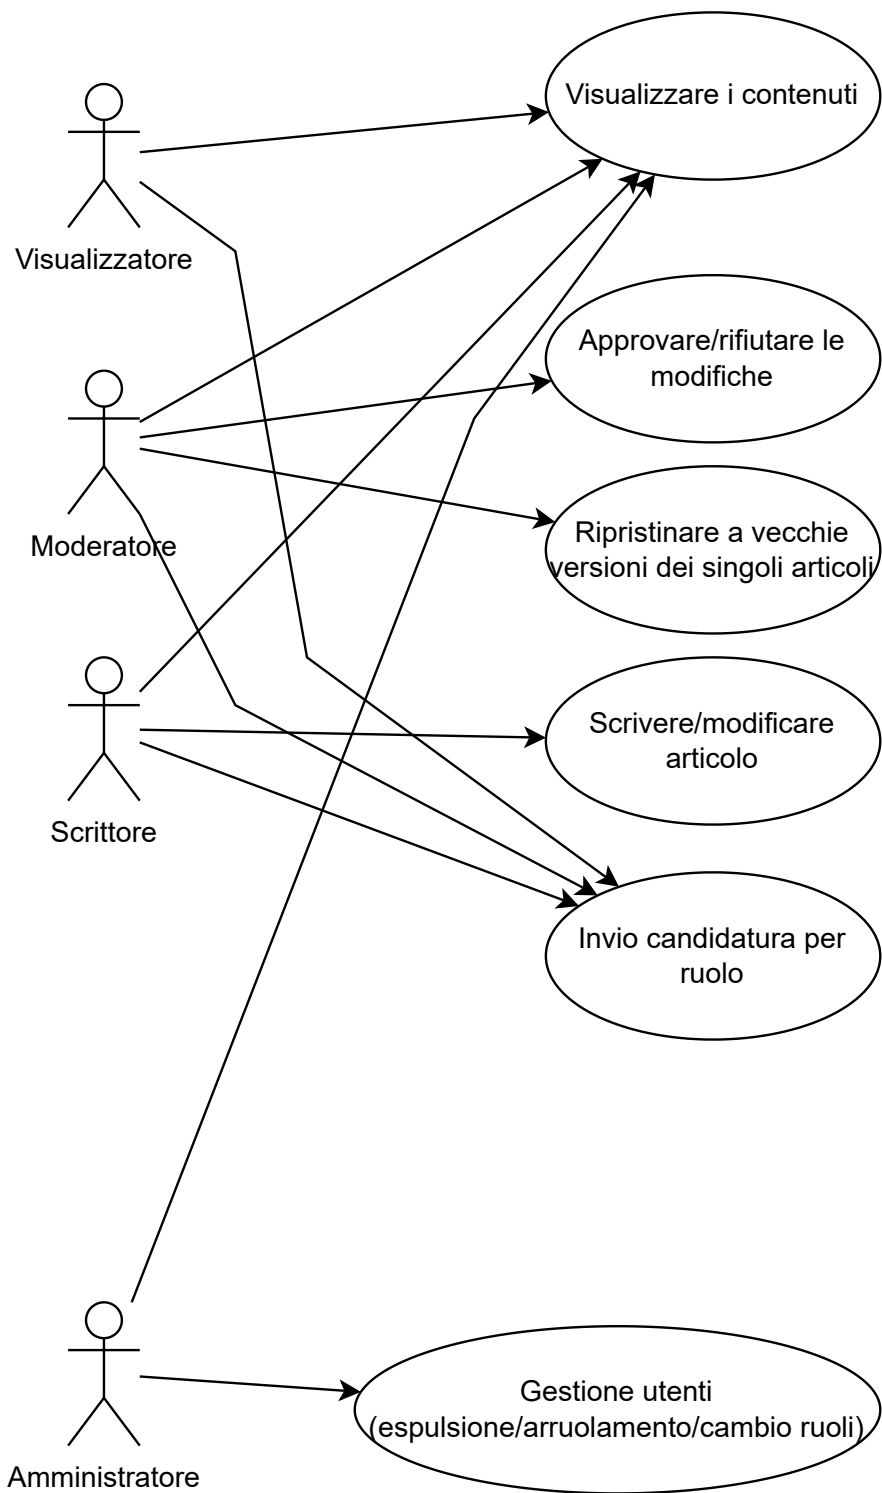 Visualizzare i contenuti
Visualizzatore
Approvare/rifiutare le
modifiche
Moderatore
Ripristinare a vecchie
versioni dei singoli articoli
Scrittore
Scrivere/modificare
articolo
Invio candidatura per
ruolo
Amministratore
Gestione utenti
(espulsione/arruolamento/cambio ruoli)